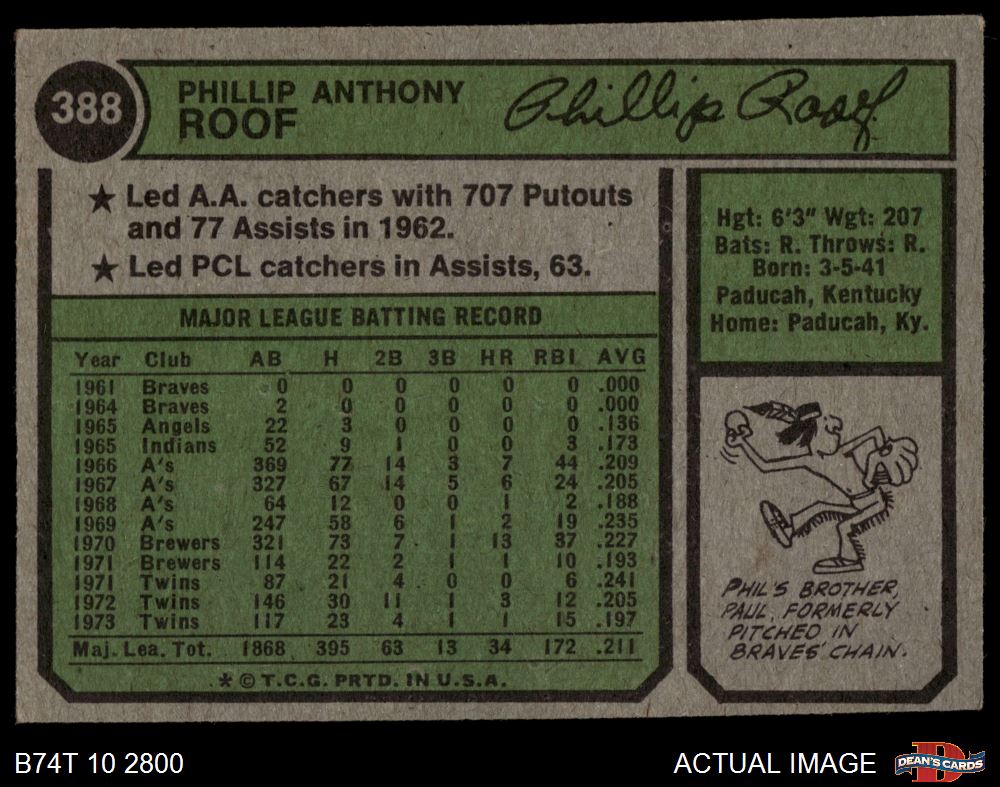 388
PHILLIP ANTHONY
ROOF
Phillip Roof
★ Led A.A. catchers with 707 Putouts
and 77 Assists in 1962.
★ Led PCL catchers in Assists, 63.
MAJOR LEAGUE BATTING RECORD
Year Club AB H 2B 3B HR RBI AVG
1961 Braves 0 0 0 0 0 0 .000
1964 Braves 2 0 0 0 0 0 .000
1965 Angels 22 3 0 0 0 0 .136
1965 Indians 52 9 1 0 0 3 .173
1966 A's 369 77 14 3 7 44 .209
1967 A's 327 67 14 5 6 24 .205
1968 A's 64 12 0 0 1 2 .188
1969 A's 247 58 6 1 2 19 .235
1970 Brewers 321 73 7 1 13 37 .227
1971 Brewers 114 22 2 1 1 10 .193
1971 Twins 87 21 4 0 0 6 .241
1972 Twins 146 30 11 1 3 12 .205
1973 Twins 117 23 4 1 1 15 .197
Maj. Lea. Tot. 1868 395 63 13 34 172 .211
* © T.C.G. PRTD. IN U.S.A.
Hgt: 6'3" Wgt: 207
Bats: R. Throws: R.
Born: 3-5-41
Paducah, Kentucky
Home: Paducah, Ky.
PHIL'S BROTHER,
PAUL, FORMERLY
PITCHED IN
BRAVES' CHAIN.
B74T 10 2800
ACTUAL IMAGE
DEAN'S CARDS